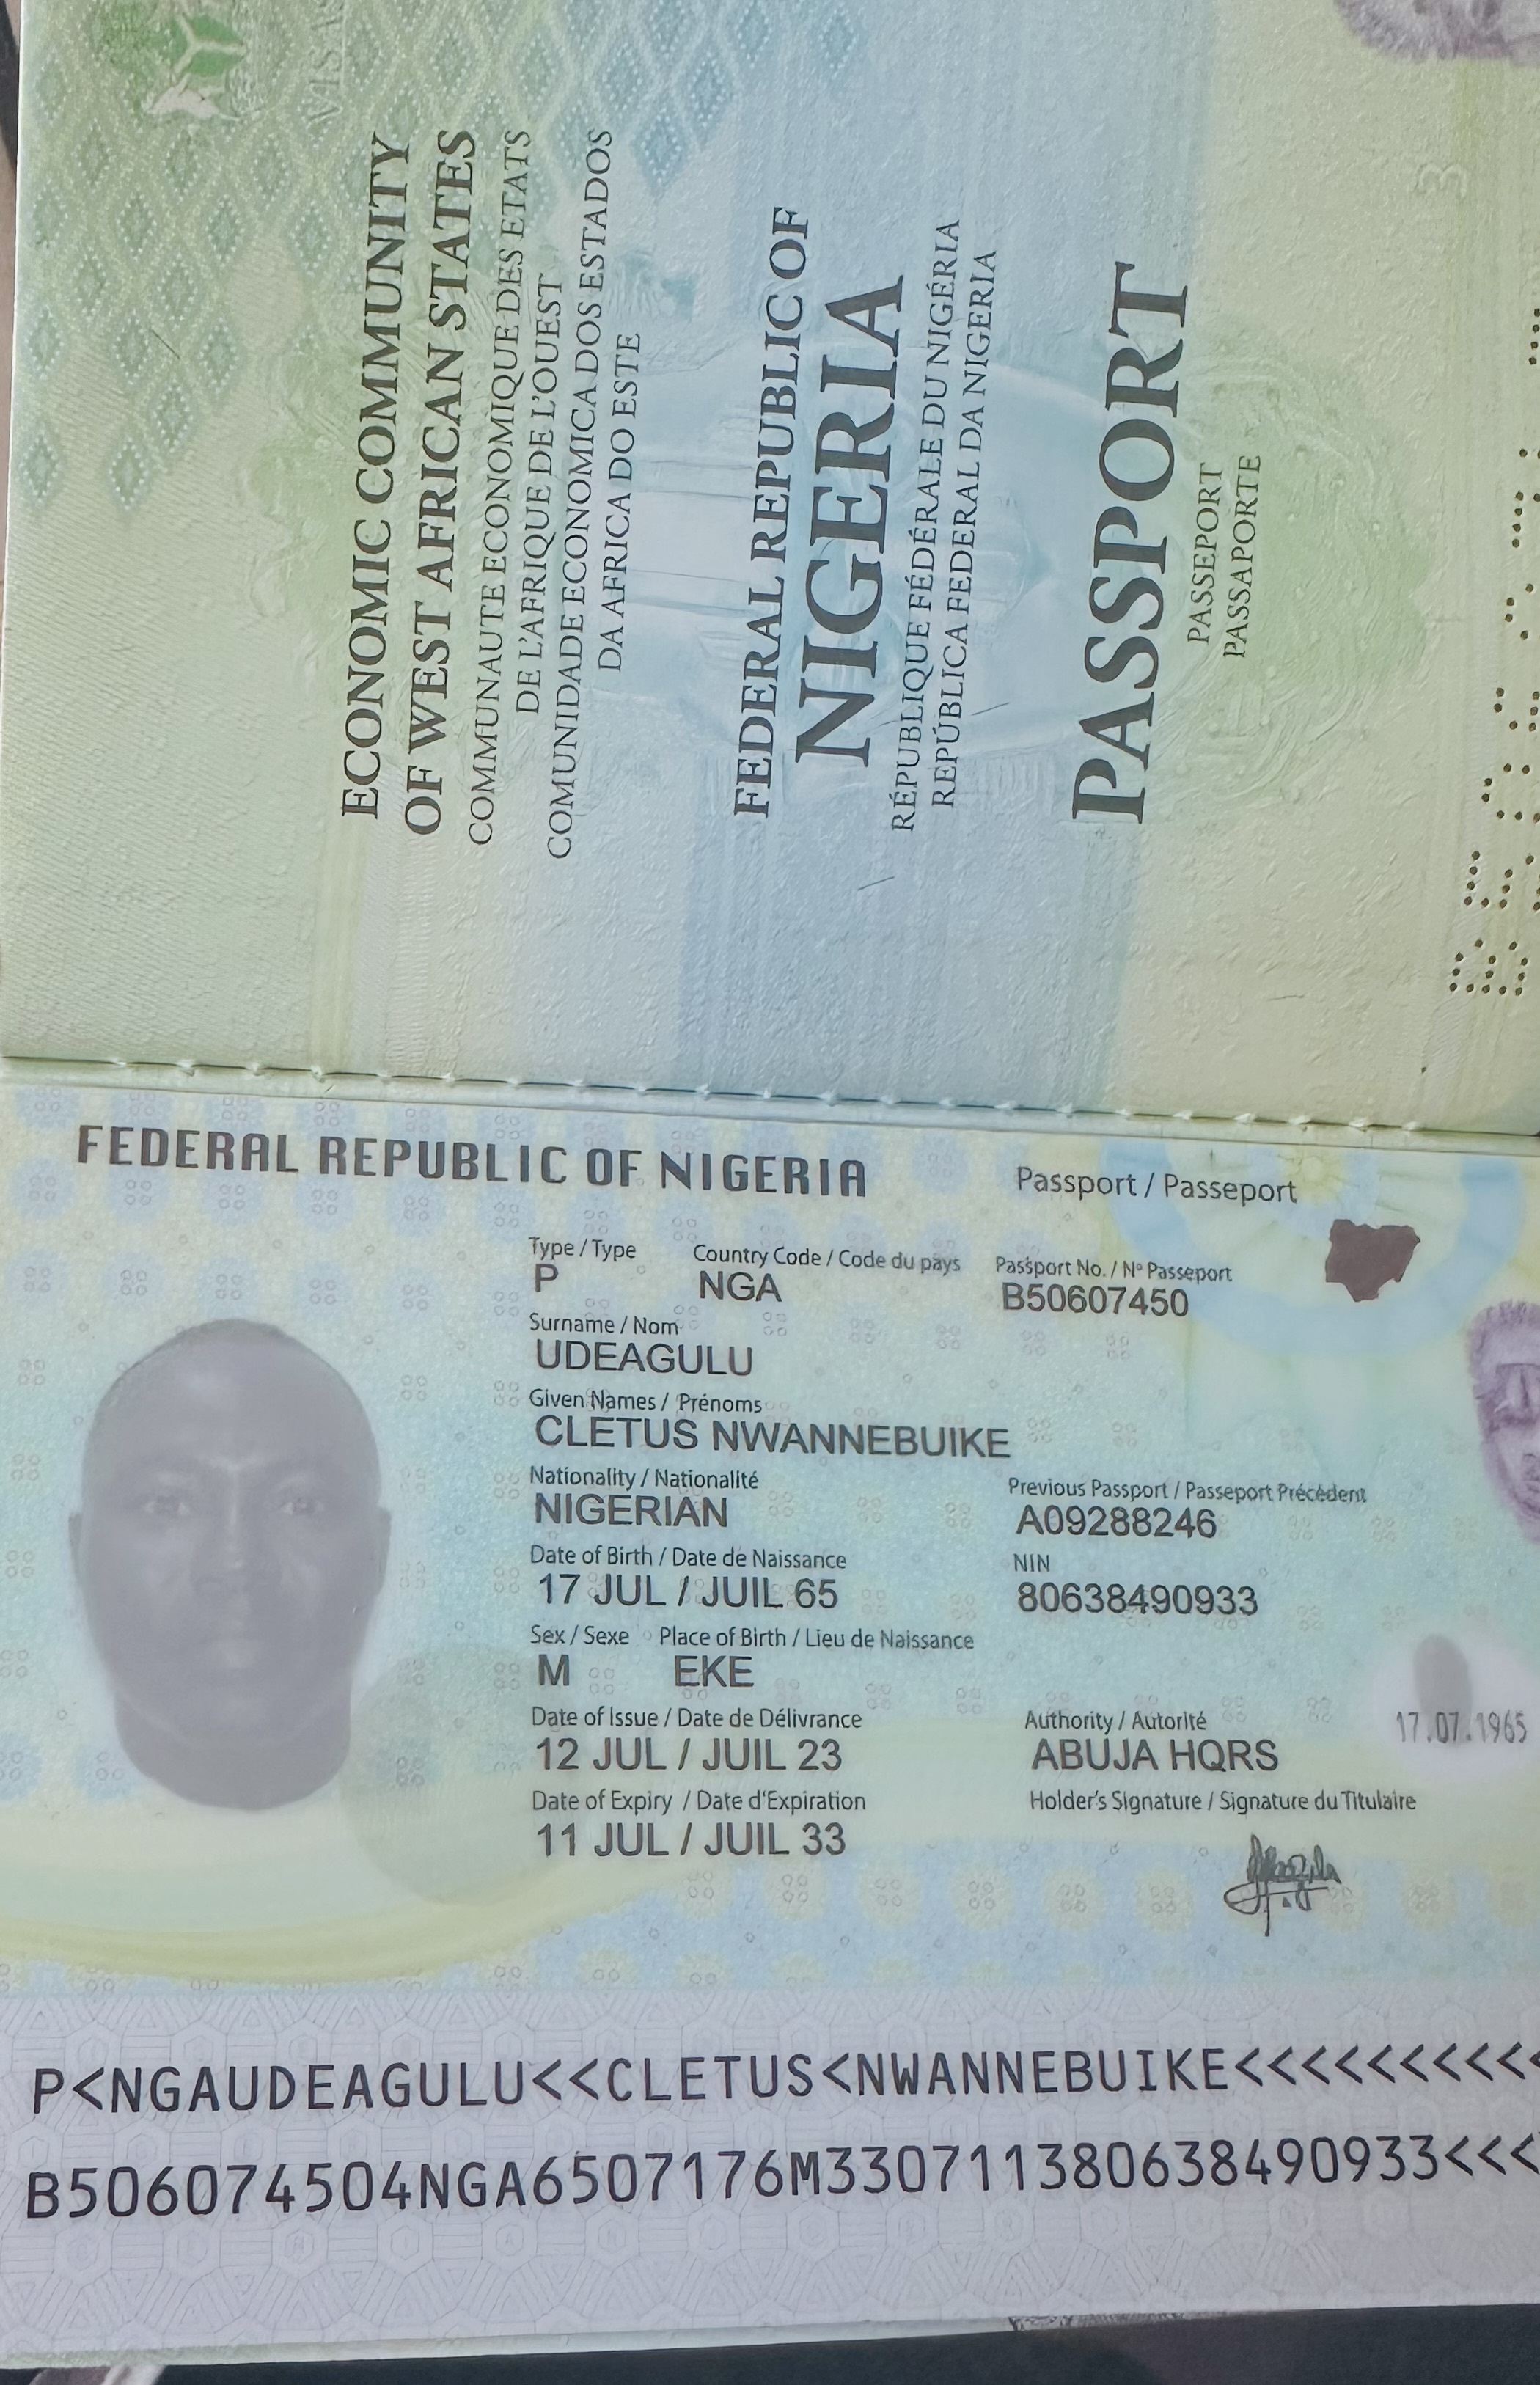 VISAS
ECONOMIC COMMUNITY
OF WEST AFRICAN STATES
COMMUNAUTE ECONOMIQUE DES ETATS
DE L'AFRIQUE DE L'OUEST
COMUNIDADE ECONOMICA DOS ESTADOS
DA AFRICA DO ESTE
FEDERAL REPUBLIC OF
NIGERIA
RÉPUBLIQUE FÉDÉRALE DU NIGÉRIA
REPÚBLICA FEDERAL DA NIGERIA
PASSPORT
PASSEPORT
PASSAPORTE
3
FEDERAL REPUBLIC OF NIGERIA
Passport / Passeport
Type / Type Country Code / Code du pays Passport No. / Nº Passeport
P NGA B50607450
Surname / Nom
UDEAGULU
Given Names / Prénoms
CLETUS NWANNEBUIKE
Nationality / Nationalité Previous Passport / Passeport Précédent
NIGERIAN A09288246
Date of Birth / Date de Naissance NIN
17 JUL / JUIL 65 80638490933
Sex / Sexe Place of Birth / Lieu de Naissance
M EKE
Date of Issue / Date de Délivrance Authority / Autorité
12 JUL / JUIL 23 ABUJA HQRS
17.07.1965
Date of Expiry / Date d'Expiration Holder's Signature / Signature du Titulaire
11 JUL / JUIL 33
P<NGAUDEAGULU<<CLETUS<NWANNEBUIKE<<<<<<<<<<
B506074504NGA6507176M330711380638490933<<<